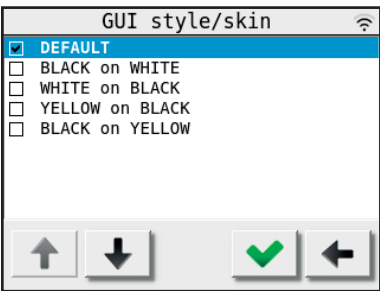 GUI style/skin
DEFAULT
BLACK on WHITE
WHITE on BLACK
YELLOW on BLACK
BLACK on YELLOW